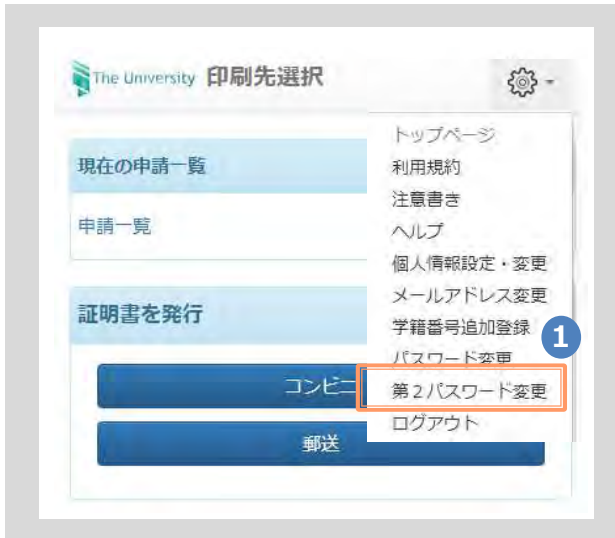 The University 印刷先選択
現在の申請一覧
申請一覧
証明書を発行
コンビニ
郵送
トップページ
利用規約
注意書き
ヘルプ
個人情報設定・変更
メールアドレス変更
学籍番号追加登録
1
パスワード変更
第2パスワード変更
ログアウト